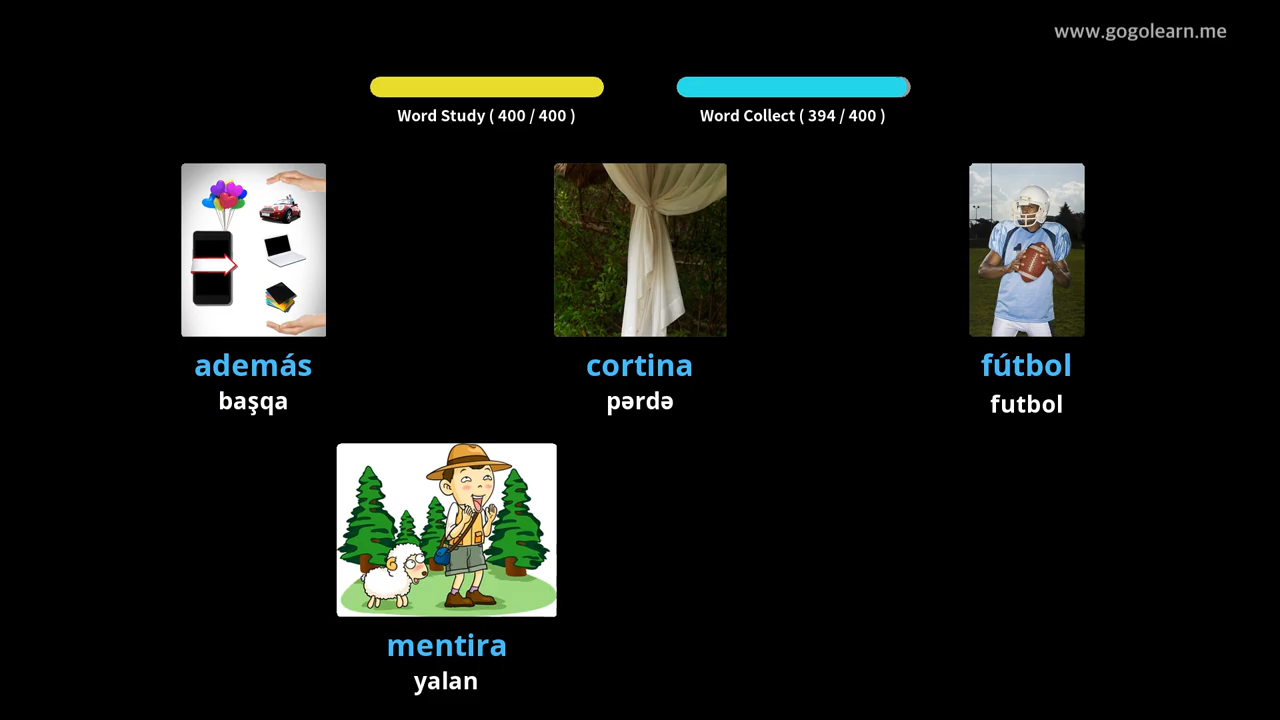 www.gogolearn.me
Word Study ( 400 / 400 )
Word Collect ( 394 / 400 )
además
başqa
cortina
pərdə
fútbol
futbol
mentira
yalan